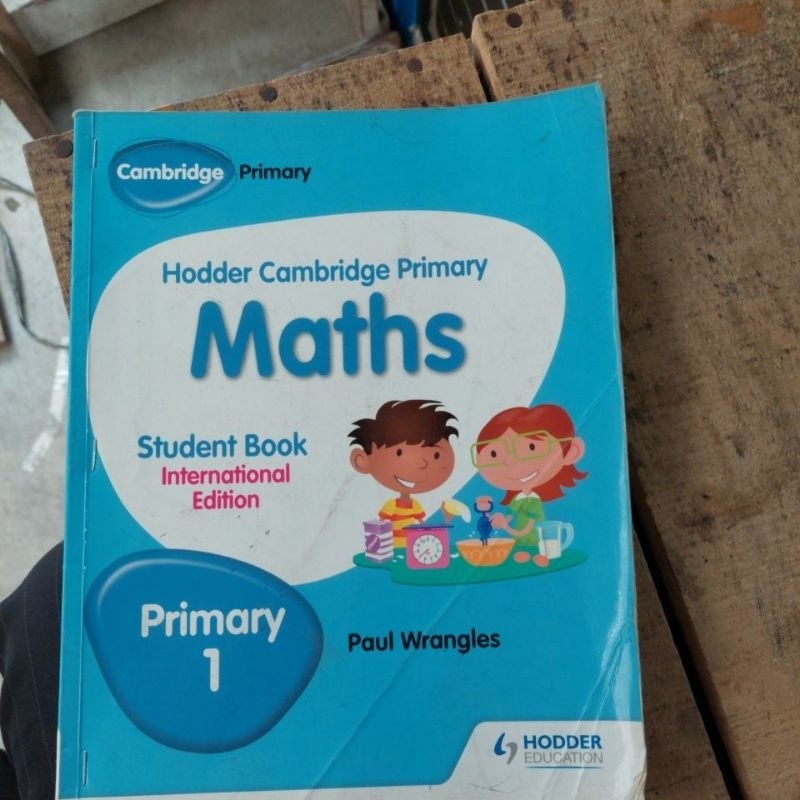 Cambridge Primary
Hodder Cambridge Primary
Maths
Student Book
International
Edition
Primary
1
Paul Wrangles
HODDER
EDUCATION